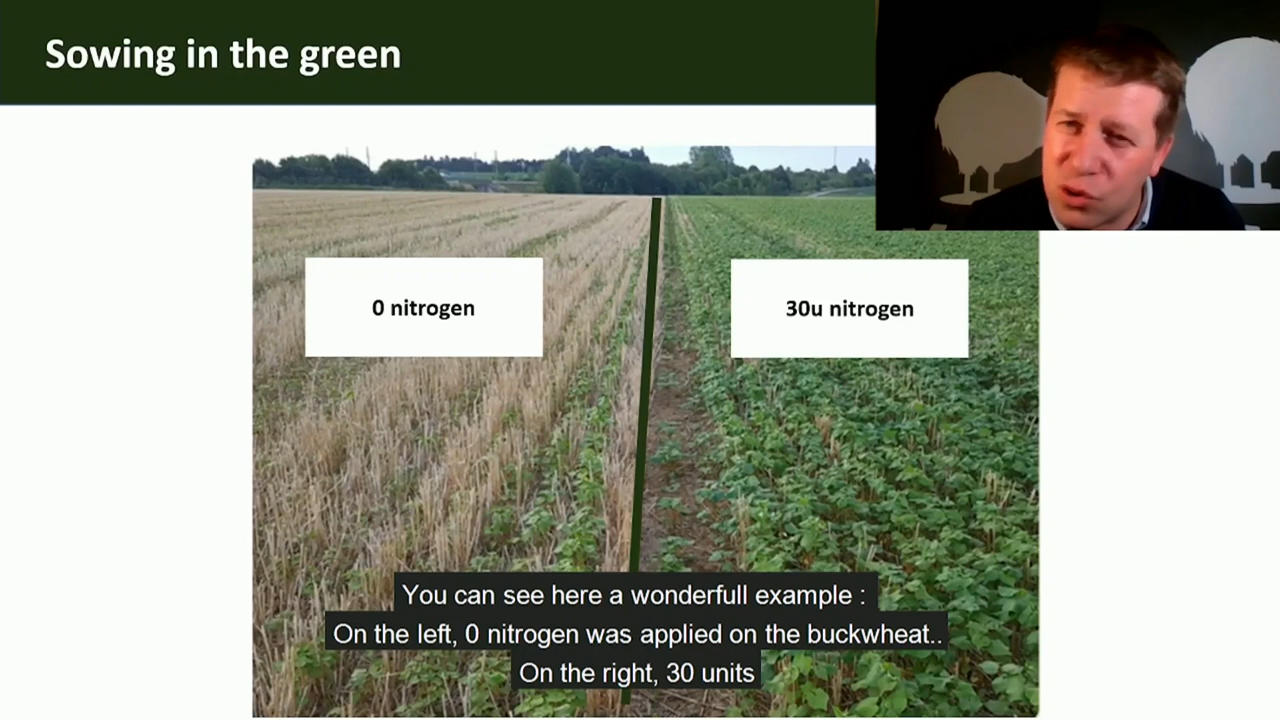 Sowing in the green
0 nitrogen
30u nitrogen
You can see here a wonderfull example :
On the left, 0 nitrogen was applied on the buckwheat..
On the right, 30 units